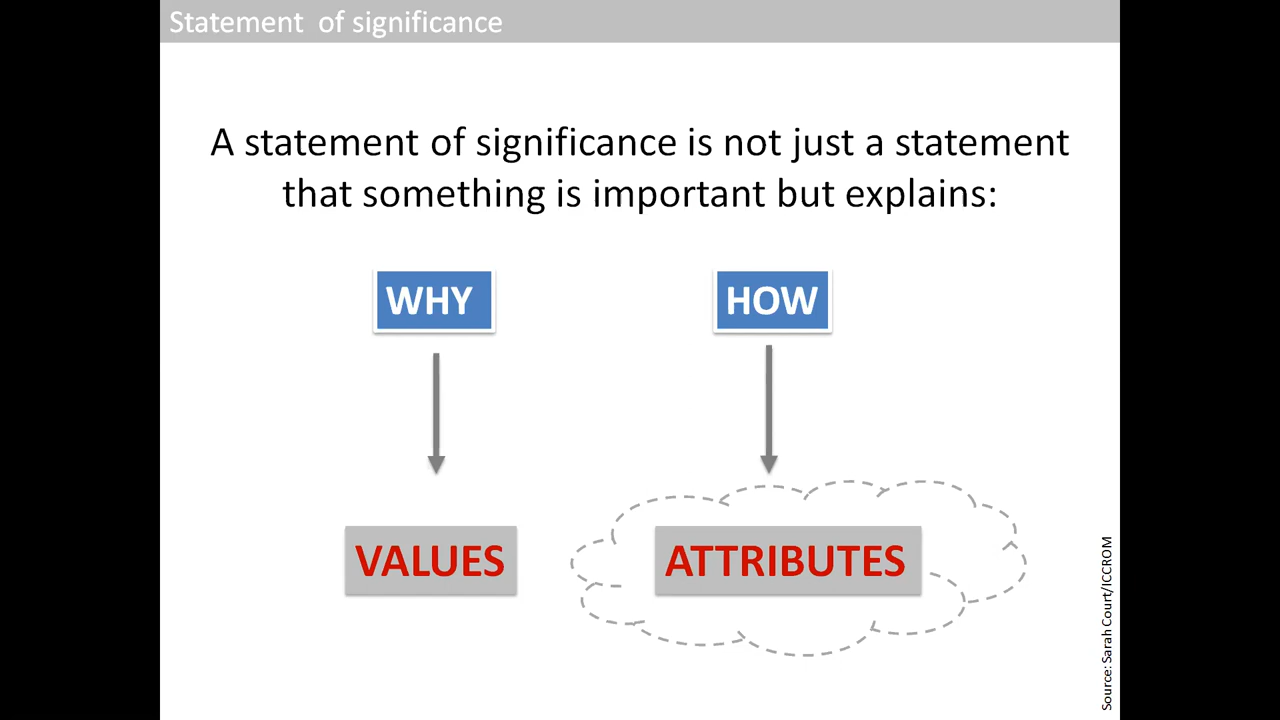 Statement of significance
A statement of significance is not just a statement
that something is important but explains:
WHY
HOW
VALUES
ATTRIBUTES
Source: Sarah Court/ICCROM